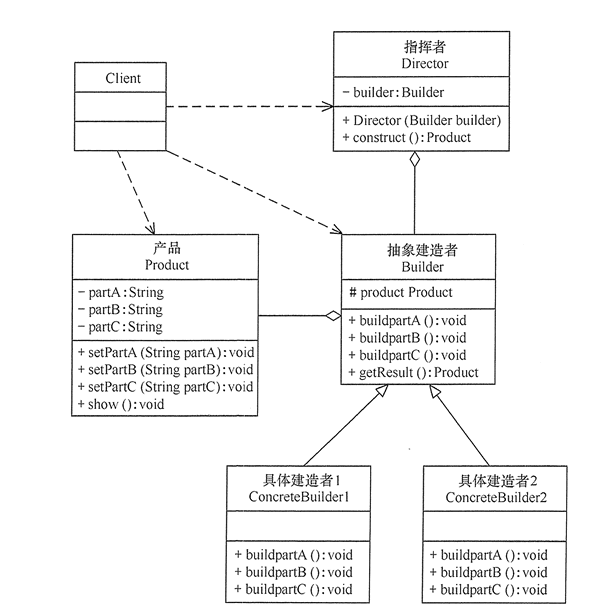 指挥者
Director
- builder:Builder
+ Director (Builder builder)
+ construct ():Product
Client
产品
Product
- partA:String
- partB:String
- partC:String
+ setPartA (String partA):void
+ setPartB (String partB):void
+ setPartC (String partC):void
+ show ():void
抽象建造者
Builder
# product Product
+ buildpartA ():void
+ buildpartB ():void
+ buildpartC ():void
+ getResult ():Product
具体建造者1
ConcreteBuilder1
+ buildpartA ():void
+ buildpartB ():void
+ buildpartC ():void
具体建造者2
ConcreteBuilder2
+ buildpartA ():void
+ buildpartB ():void
+ buildpartC ():void